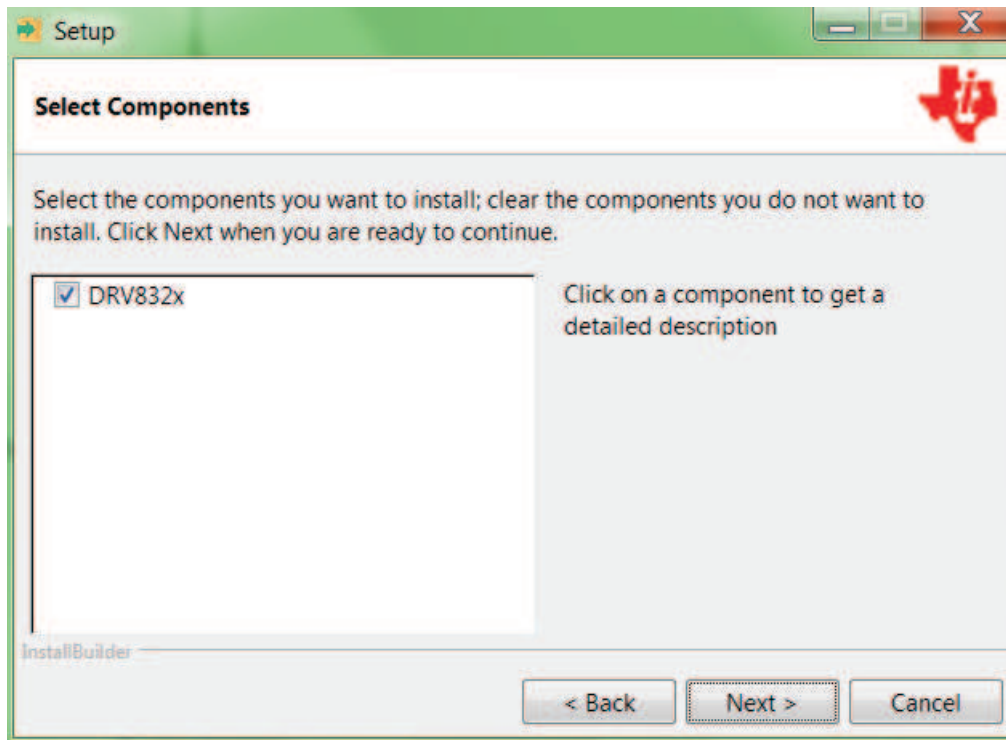 Setup
Select Components
Select the components you want to install; clear the components you do not want to
install. Click Next when you are ready to continue.
DRV832x
Click on a component to get a
detailed description
InstallBuilder
< Back
Next >
Cancel